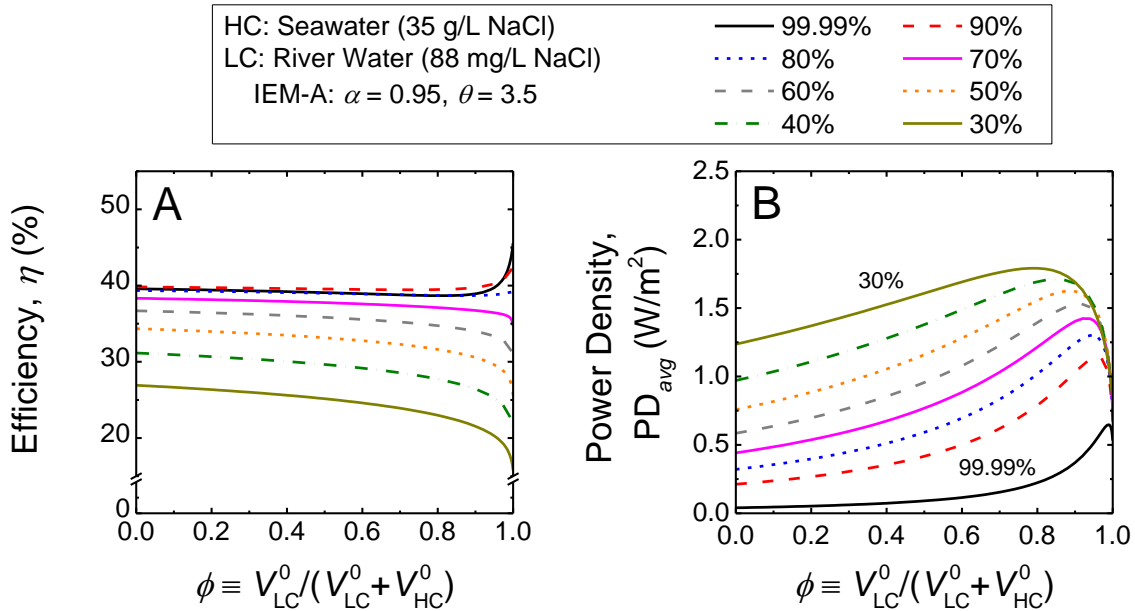 HC: Seawater (35 g/L NaCl)
LC: River Water (88 mg/L NaCl)
IEM-A: α = 0.95, θ = 3.5
99.99%
90%
80%
70%
60%
50%
40%
30%
A
Efficiency, η (%)
50
40
30
20
0
0.0 0.2 0.4 0.6 0.8 1.0
ϕ ≡ V⁰LC/(V⁰LC+V⁰HC)
B
Power Density,
PDavg (W/m²)
2.5
2.0
1.5
1.0
0.5
0.0
30%
99.99%
0.0 0.2 0.4 0.6 0.8 1.0
ϕ ≡ V⁰LC/(V⁰LC+V⁰HC)